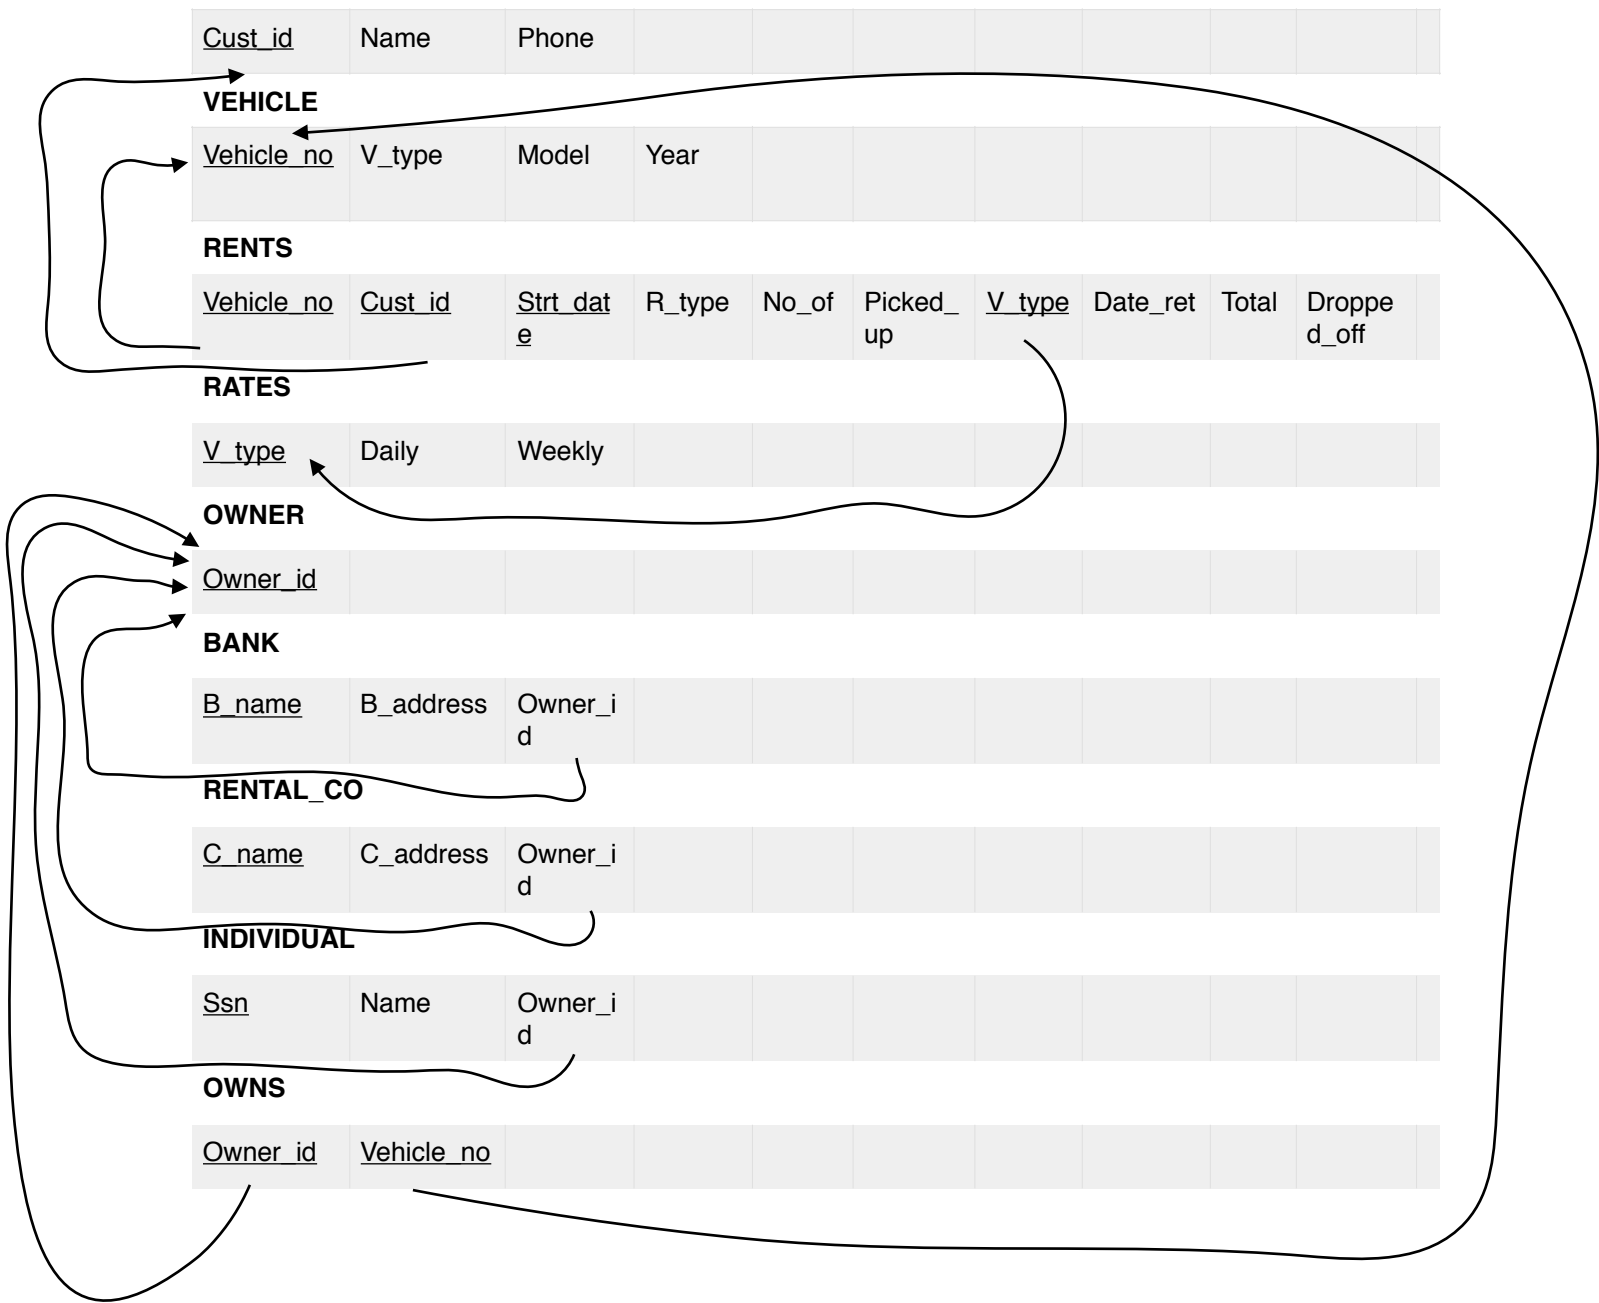 Cust_id Name Phone
VEHICLE
Vehicle_no V_type Model Year
RENTS
Vehicle_no Cust_id Strt_dat R_type No_of Picked_ V_type Date_ret Total Droppe
e up d_off
RATES
V_type Daily Weekly
OWNER
Owner_id
BANK
B_name B_address Owner_i
d
RENTAL_CO
C_name C_address Owner_i
d
INDIVIDUAL
Ssn Name Owner_i
d
OWNS
Owner_id Vehicle_no